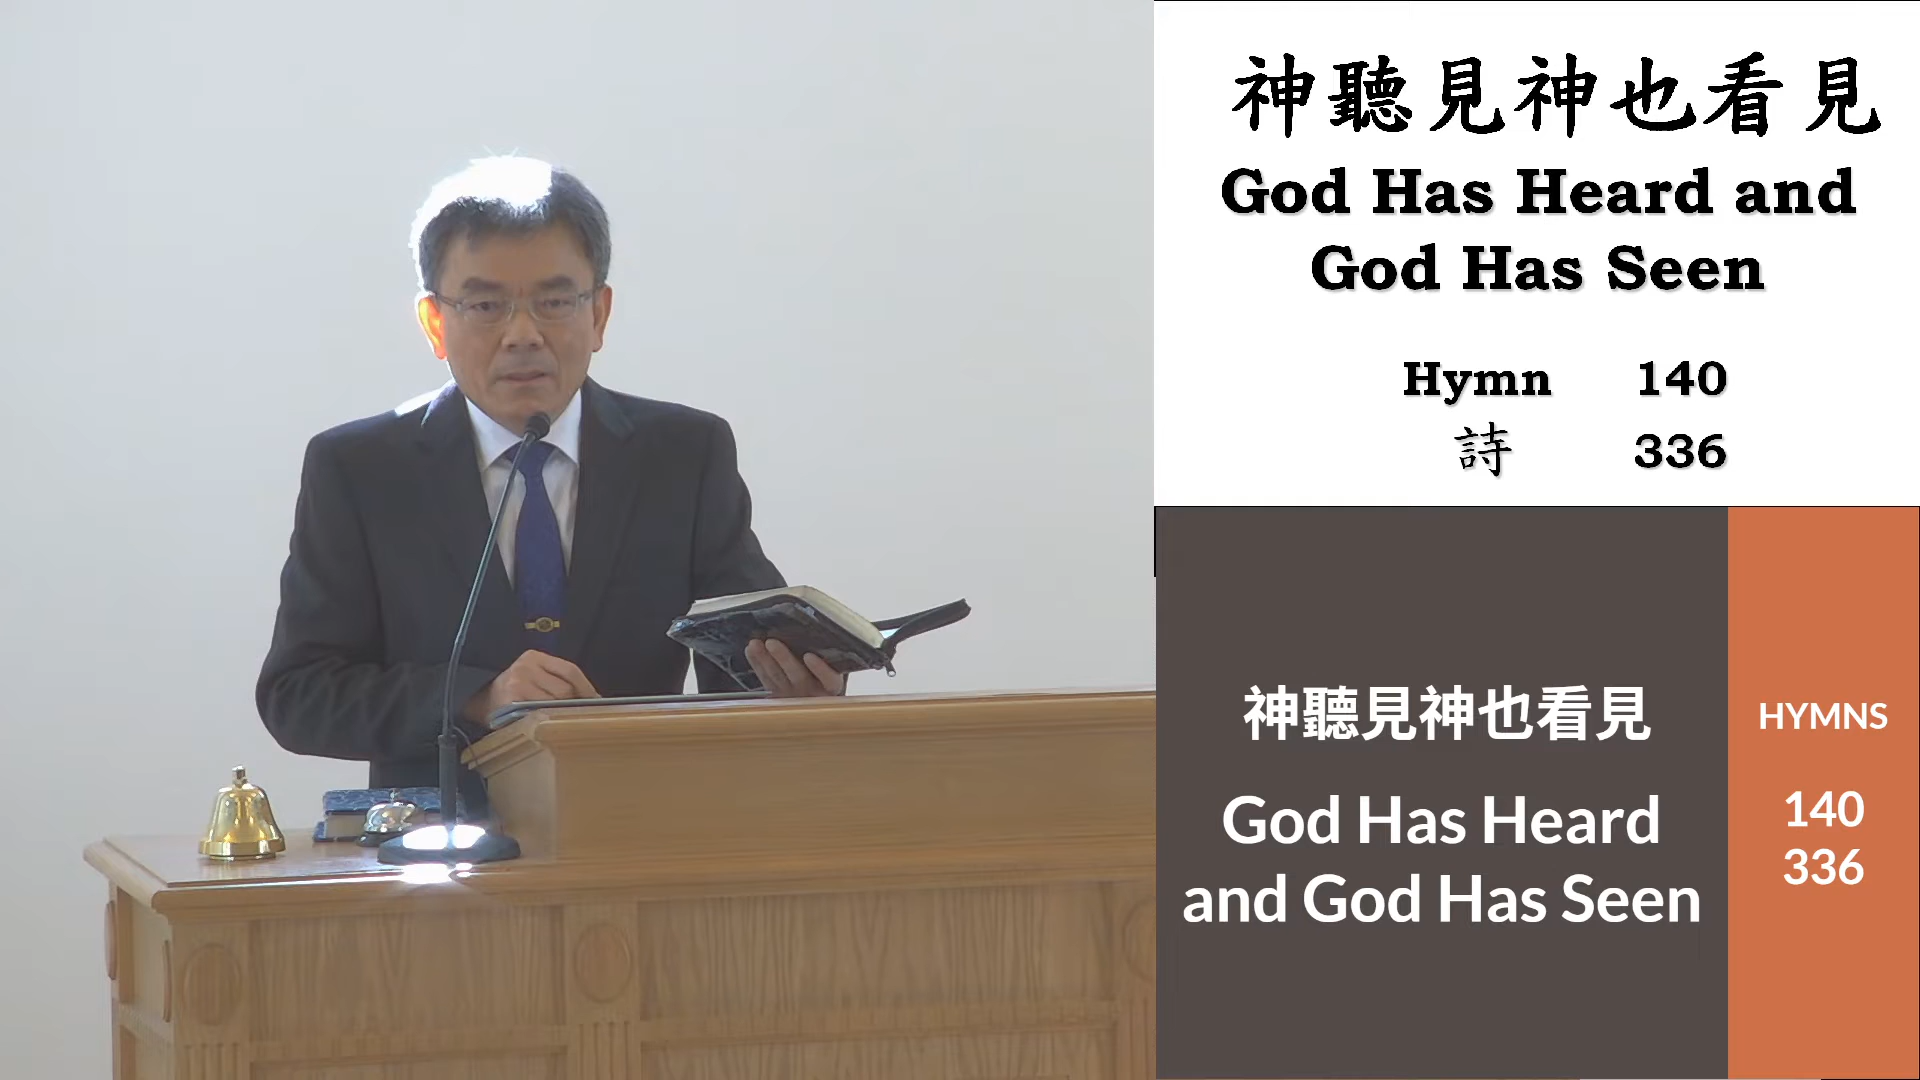 神聽見神也看見
God Has Heard and
God Has Seen
Hymn 140
詩 336
神聽見神也看見
God Has Heard
and God Has Seen
HYMNS
140
336